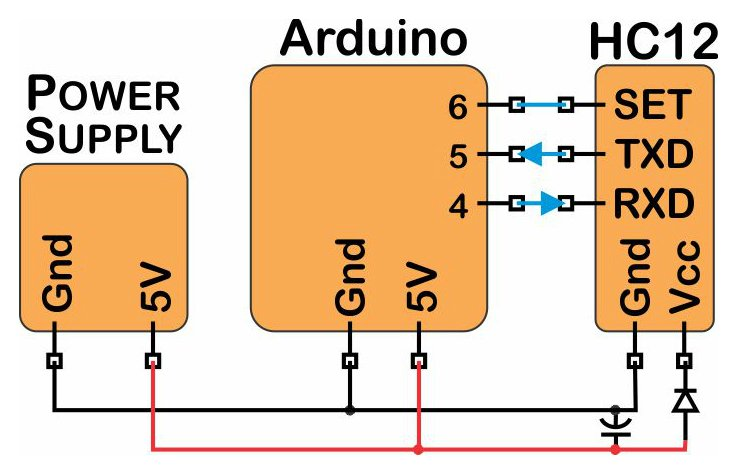 POWER
SUPPLY
Gnd
5V
Arduino
6
5
4
Gnd
5V
HC12
SET
TXD
RXD
Gnd
Vcc